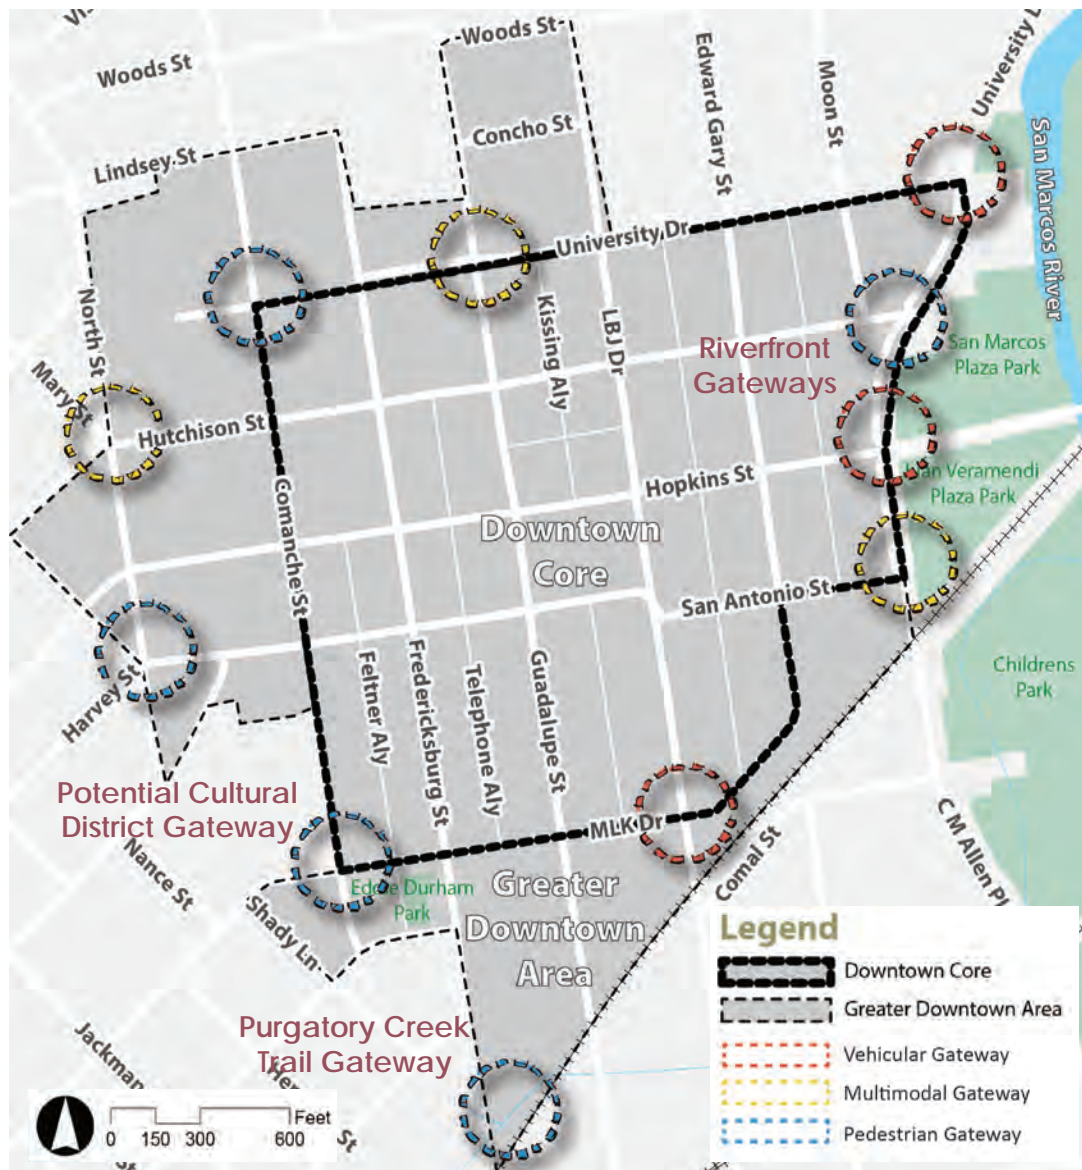 Woods St
University
Woods St
Edward Gary St
Moon St
Concho St
Lindsey St
San Marcos River
University Dr
North St
Kissing Aly
LBJ Dr
Riverfront
Gateways
San Marcos
Plaza Park
Mary St
Hutchison St
Hopkins St
Veramendi
Plaza Park
Comanche St
Downtown
Core
San Antonio St
Childrens
Park
Harvey St
Feltner Aly
Fredericksburg St
Telephone Aly
Guadalupe St
Potential Cultural
District Gateway
MLK Dr
Comal St
C M Allen
Nance St
Eddie Durham
Park
Shady Ln
Greater
Downtown
Area
Purgatory Creek
Trail Gateway
Jackman
St
St
Feet
0 150 300 600
Legend
Downtown Core
Greater Downtown Area
Vehicular Gateway
Multimodal Gateway
Pedestrian Gateway